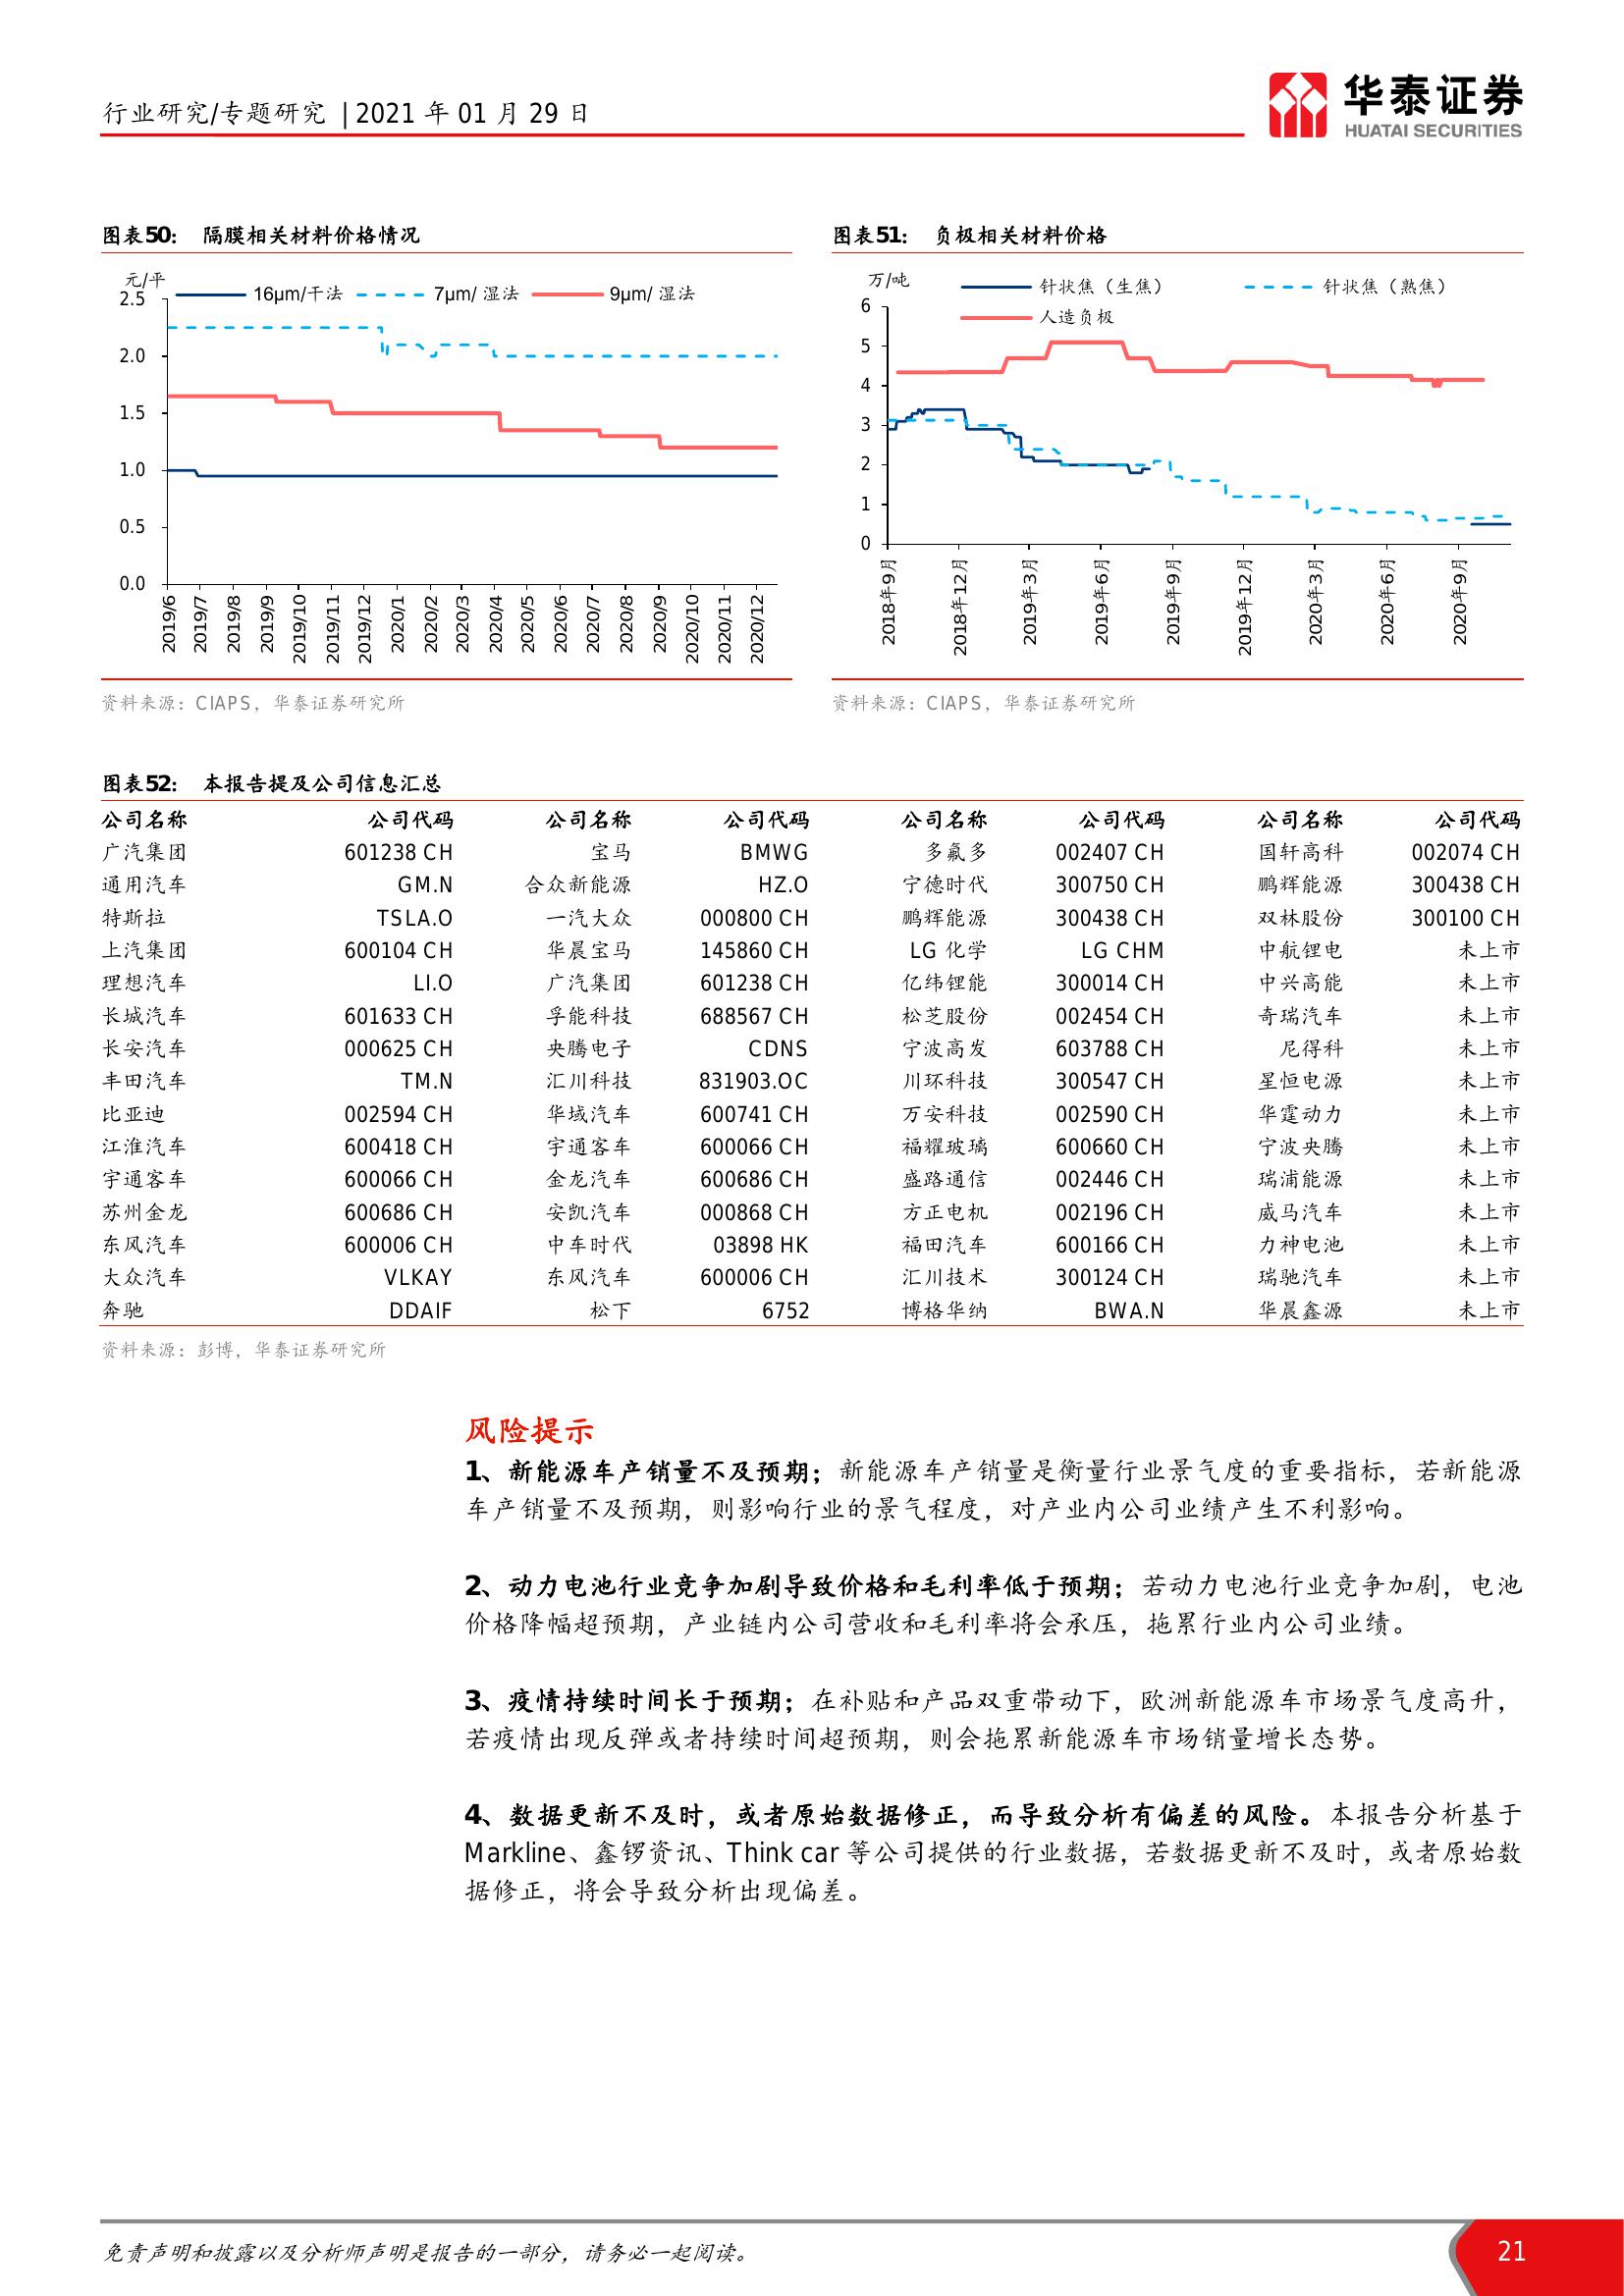 行业研究/专题研究 | 2021 年 01 月 29 日
华泰证券
HUATAI SECURITIES
图表50： 隔膜相关材料价格情况
元/平
16μm/干法 7μm/ 湿法 9μm/ 湿法
2.5
2.0
1.5
1.0
0.5
0.0
2019/6 2019/7 2019/8 2019/9 2019/10 2019/11 2019/12 2020/1 2020/2 2020/3 2020/4 2020/5 2020/6 2020/7 2020/8 2020/9 2020/10 2020/11 2020/12
资料来源：CIAPS，华泰证券研究所
图表51： 负极相关材料价格
万/吨
针状焦（生焦） 针状焦（熟焦）
人造负极
6
5
4
3
2
1
0
2018年9月 2018年12月 2019年3月 2019年6月 2019年9月 2019年12月 2020年3月 2020年6月 2020年9月
资料来源：CIAPS，华泰证券研究所
图表52： 本报告提及公司信息汇总
公司名称 公司代码 公司名称 公司代码 公司名称 公司代码 公司名称 公司代码
广汽集团 601238 CH 宝马 BMWG 多氟多 002407 CH 国轩高科 002074 CH
通用汽车 GM.N 合众新能源 HZ.O 宁德时代 300750 CH 鹏辉能源 300438 CH
特斯拉 TSLA.O 一汽大众 000800 CH 鹏辉能源 300438 CH 双林股份 300100 CH
上汽集团 600104 CH 华晨宝马 145860 CH LG 化学 LG CHM 中航锂电 未上市
理想汽车 LI.O 广汽集团 601238 CH 亿纬锂能 300014 CH 中兴高能 未上市
长城汽车 601633 CH 孚能科技 688567 CH 松芝股份 002454 CH 奇瑞汽车 未上市
长安汽车 000625 CH 央腾电子 CDNS 宁波高发 603788 CH 尼得科 未上市
丰田汽车 TM.N 汇川科技 831903.OC 川环科技 300547 CH 星恒电源 未上市
比亚迪 002594 CH 华域汽车 600741 CH 万安科技 002590 CH 华霆动力 未上市
江淮汽车 600418 CH 宇通客车 600066 CH 福耀玻璃 600660 CH 宁波央腾 未上市
宇通客车 600066 CH 金龙汽车 600686 CH 盛路通信 002446 CH 瑞浦能源 未上市
苏州金龙 600686 CH 安凯汽车 000868 CH 方正电机 002196 CH 威马汽车 未上市
东风汽车 600006 CH 中车时代 03898 HK 福田汽车 600166 CH 力神电池 未上市
大众汽车 VLKAY 东风汽车 600006 CH 汇川技术 300124 CH 瑞驰汽车 未上市
奔驰 DDAIF 松下 6752 博格华纳 BWA.N 华晨鑫源 未上市
资料来源：彭博，华泰证券研究所
风险提示
1、新能源车产销量不及预期；新能源车产销量是衡量行业景气度的重要指标，若新能源
车产销量不及预期，则影响行业的景气程度，对产业内公司业绩产生不利影响。
2、动力电池行业竞争加剧导致价格和毛利率低于预期；若动力电池行业竞争加剧，电池
价格降幅超预期，产业链内公司营收和毛利率将会承压，拖累行业内公司业绩。
3、疫情持续时间长于预期；在补贴和产品双重带动下，欧洲新能源车市场景气度高升，
若疫情出现反弹或者持续时间超预期，则会拖累新能源车市场销量增长态势。
4、数据更新不及时，或者原始数据修正，而导致分析有偏差的风险。本报告分析基于
Markline、鑫锣资讯、Think car 等公司提供的行业数据，若数据更新不及时，或者原始数
据修正，将会导致分析出现偏差。
免责声明和披露以及分析师声明是报告的一部分，请务必一起阅读。
21